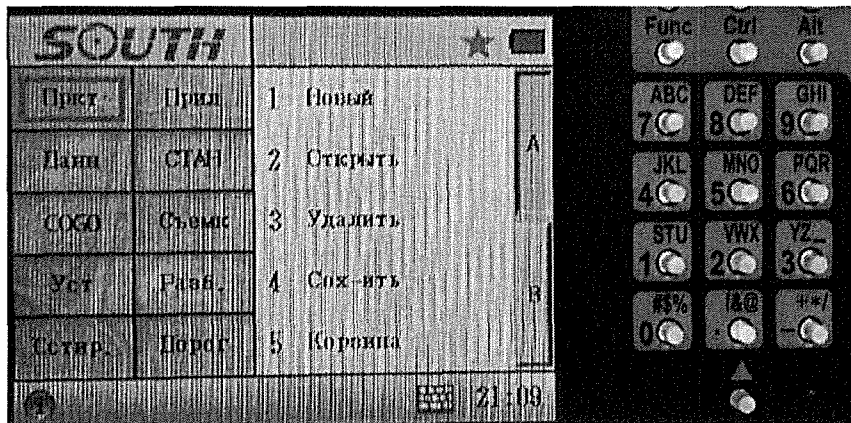 SOUTH
Пркт Прил 1 Новый A
Данн СТАН 2 Открыть
COGO Съемк 3 Удалить
Уст Разб. 4 Сох-ить B
Дорог 5 Корзина
21:09
Func Ctrl Alt
ABC DEF GHI
7 8 9
JKL MNO PQR
4 5 6
STU VWX YZ_
1 2 3
#$% !&@ +*/
0 . -